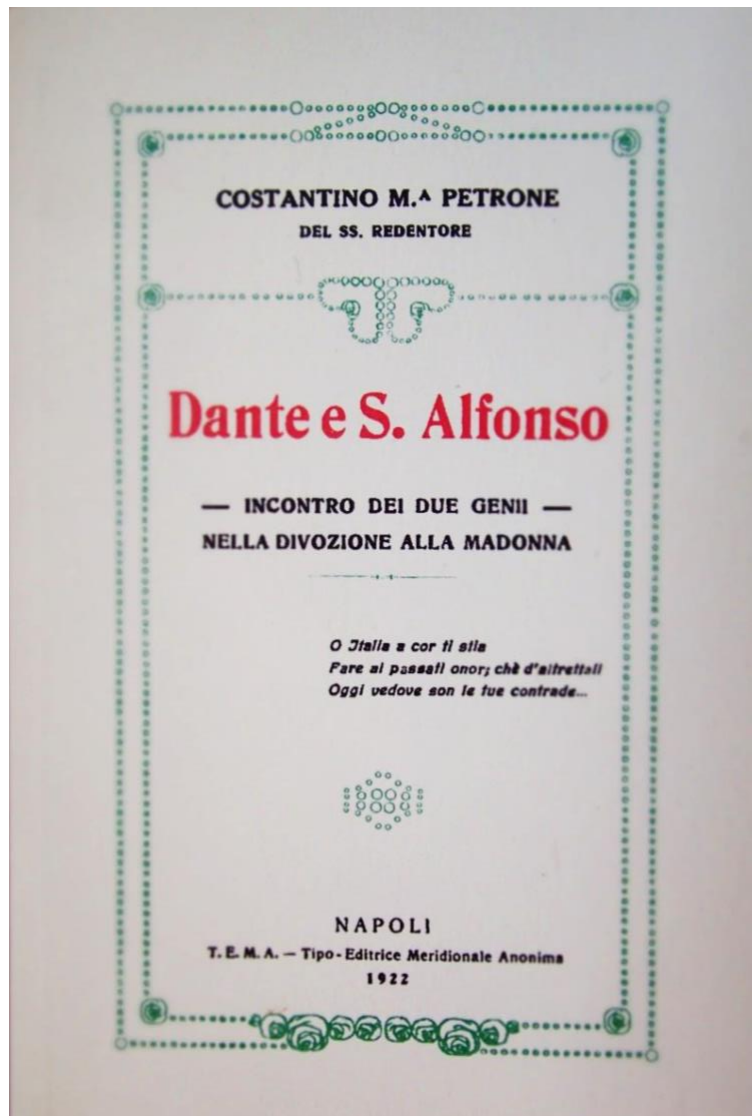 COSTANTINO M.ᴬ PETRONE
DEL SS. REDENTORE
Dante e S. Alfonso
— INCONTRO DEI DUE GENII —
NELLA DIVOZIONE ALLA MADONNA
O Italia a cor ti stia
Fare ai passati onor; chè d'altrettali
Oggi vedove son le tue contrade...
NAPOLI
T. E. M. A. — Tipo-Editrice Meridionale Anonima
1922